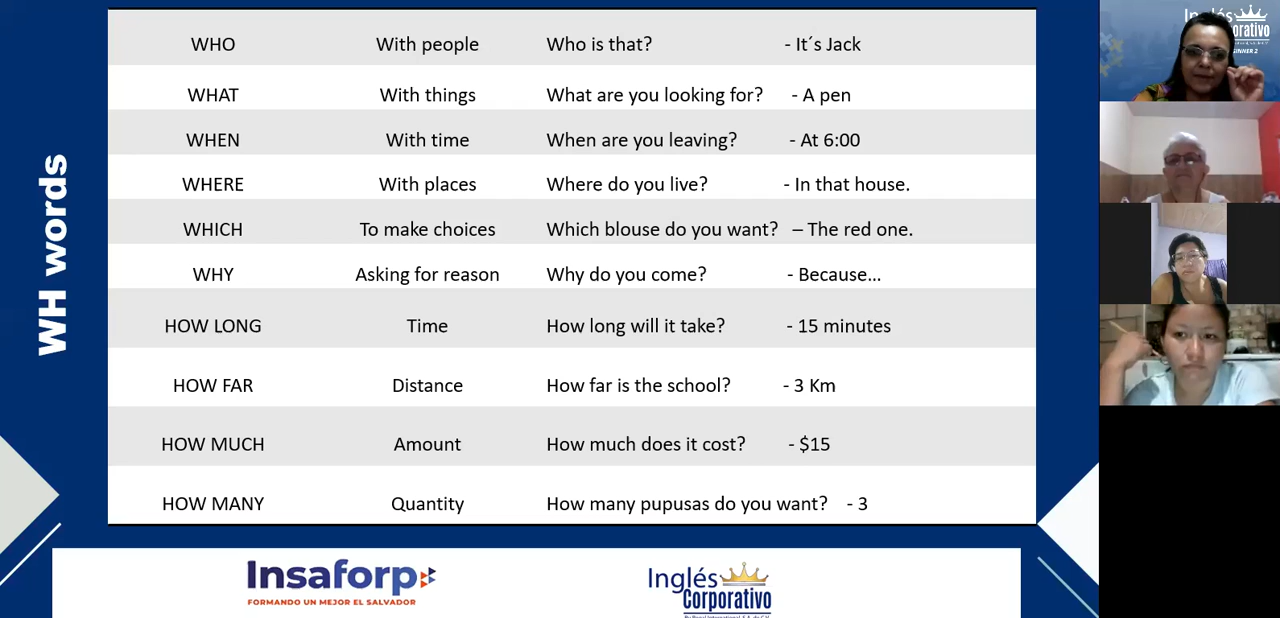 WH words
WHO With people Who is that? - It´s Jack
WHAT With things What are you looking for? - A pen
WHEN With time When are you leaving? - At 6:00
WHERE With places Where do you live? - In that house.
WHICH To make choices Which blouse do you want? – The red one.
WHY Asking for reason Why do you come? - Because...
HOW LONG Time How long will it take? - 15 minutes
HOW FAR Distance How far is the school? - 3 Km
HOW MUCH Amount How much does it cost? - $15
HOW MANY Quantity How many pupusas do you want? - 3
Insaforp
FORMANDO UN MEJOR EL SALVADOR
Inglés
Corporativo